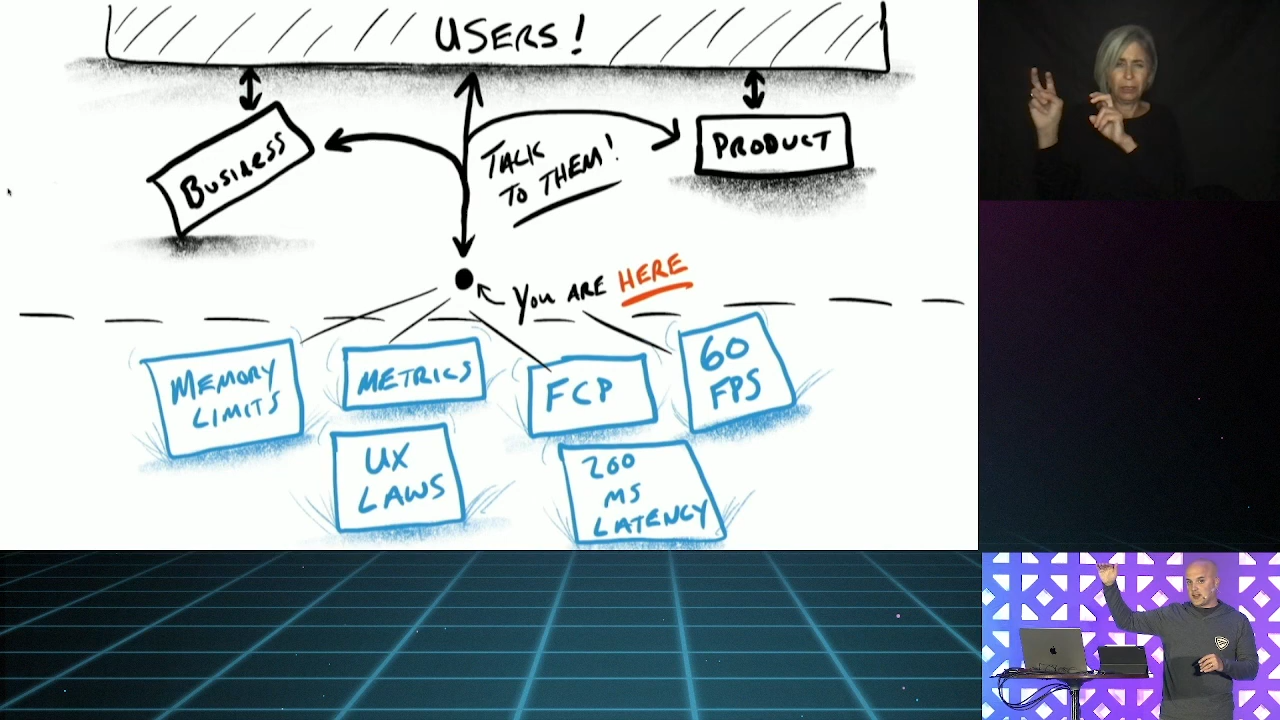 USERS!
BUSINESS
TALK
TO THEM!
PRODUCT
YOU ARE HERE
MEMORY
LIMITS
METRICS
FCP
60
FPS
UX
LAWS
200
MS
LATENCY